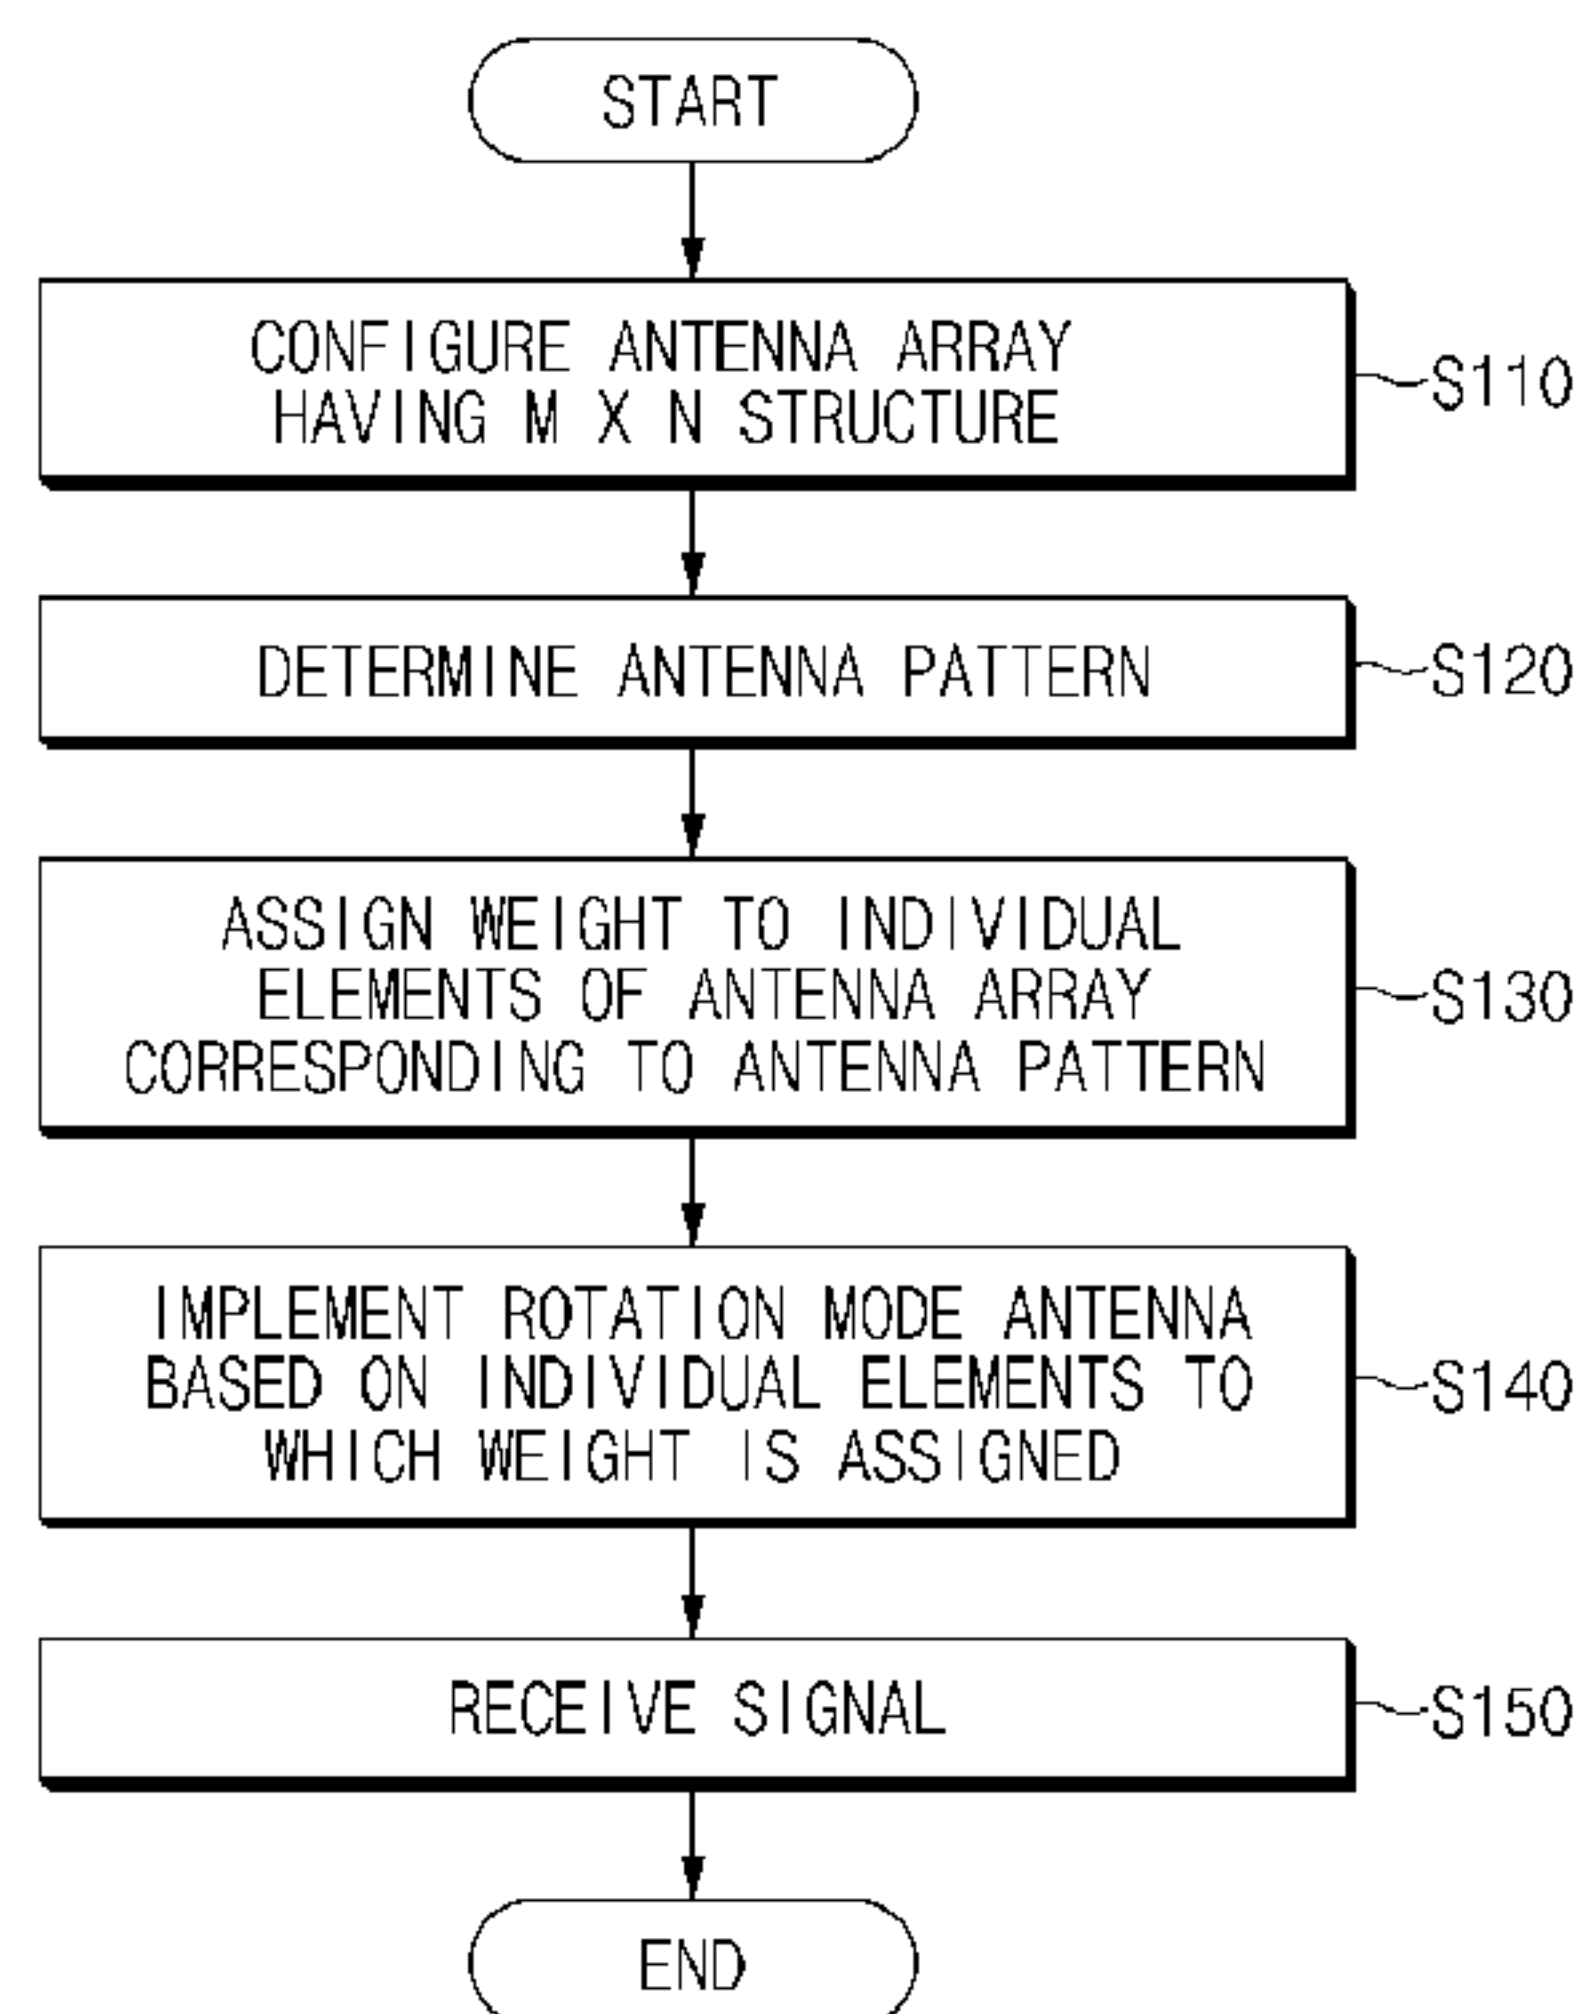 START
CONFIGURE ANTENNA ARRAY
HAVING M X N STRUCTURE
S110
DETERMINE ANTENNA PATTERN
S120
ASSIGN WEIGHT TO INDIVIDUAL
ELEMENTS OF ANTENNA ARRAY
CORRESPONDING TO ANTENNA PATTERN
S130
IMPLEMENT ROTATION MODE ANTENNA
BASED ON INDIVIDUAL ELEMENTS TO
WHICH WEIGHT IS ASSIGNED
S140
RECEIVE SIGNAL
S150
END